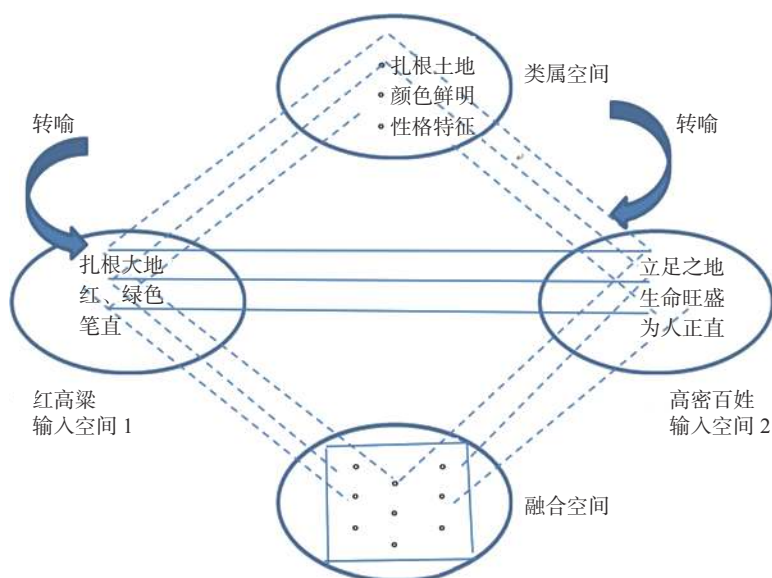 扎根土地
颜色鲜明
性格特征
类属空间
转喻
转喻
扎根大地
红、绿色
笔直
立足之地
生命旺盛
为人正直
红高粱
输入空间 1
高密百姓
输入空间 2
融合空间